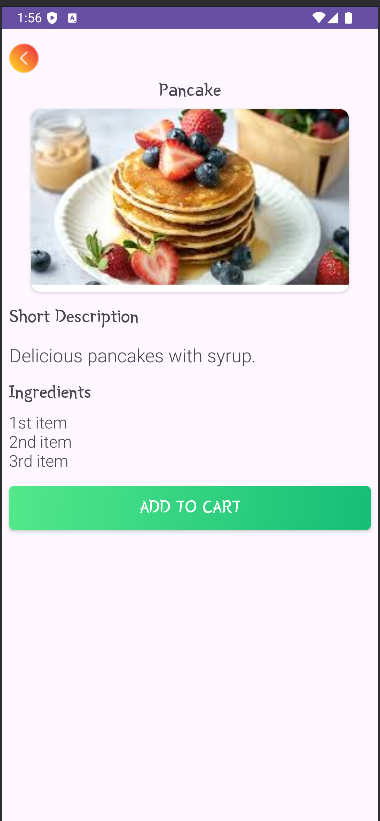 1:56
Pancake
Short Description
Delicious pancakes with syrup.
Ingredients
1st item
2nd item
3rd item
ADD TO CART